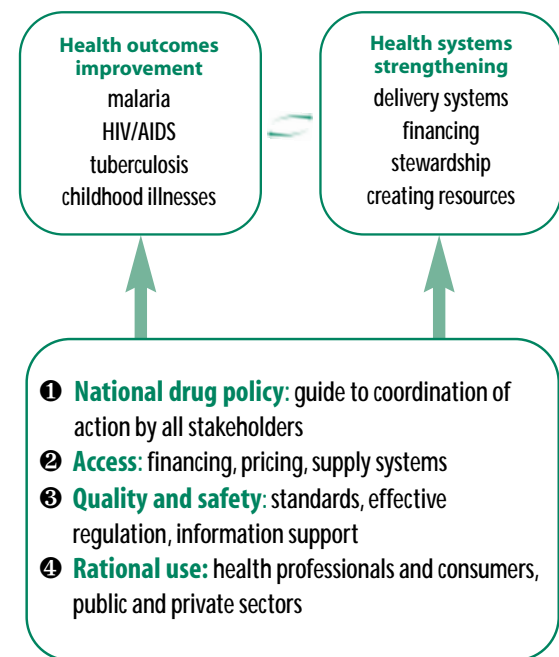 Health outcomes
improvement
malaria
HIV/AIDS
tuberculosis
childhood illnesses
Health systems
strengthening
delivery systems
financing
stewardship
creating resources
❶ National drug policy: guide to coordination of
action by all stakeholders
❷ Access: financing, pricing, supply systems
❸ Quality and safety: standards, effective
regulation, information support
❹ Rational use: health professionals and consumers,
public and private sectors